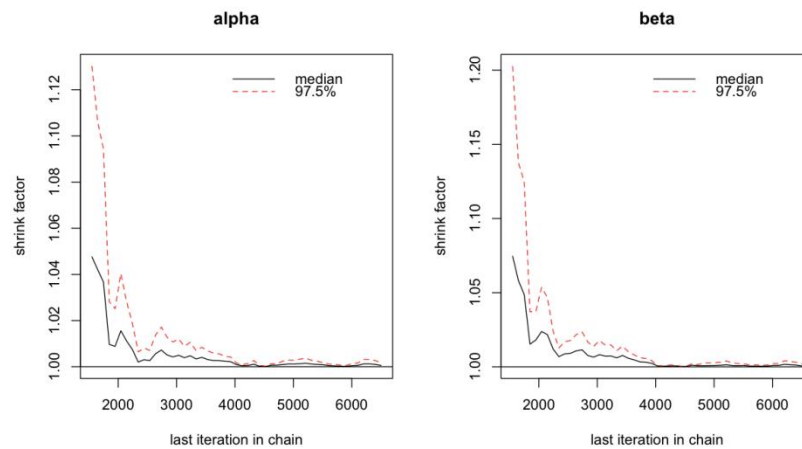 alpha
shrink factor
1.00
1.02
1.04
1.06
1.08
1.10
1.12
median
97.5%
2000 3000 4000 5000 6000
last iteration in chain
beta
shrink factor
1.00
1.05
1.10
1.15
1.20
median
97.5%
2000 3000 4000 5000 6000
last iteration in chain